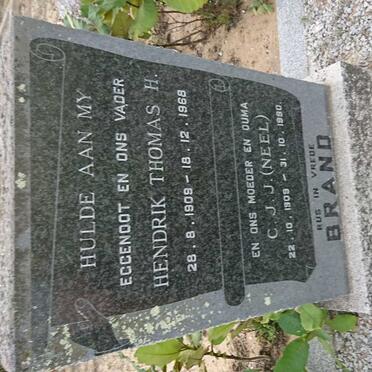 HULDE AAN MY
EGGENOOT EN ONS VADER
HENDRIK THOMAS H.
28.8.1909 – 18.12.1968
EN ONS MOEDER EN OUMA
C. J. J. (NEEL)
22.10.1909 – 31.10.1990.
RUS IN VREDE
BRAND